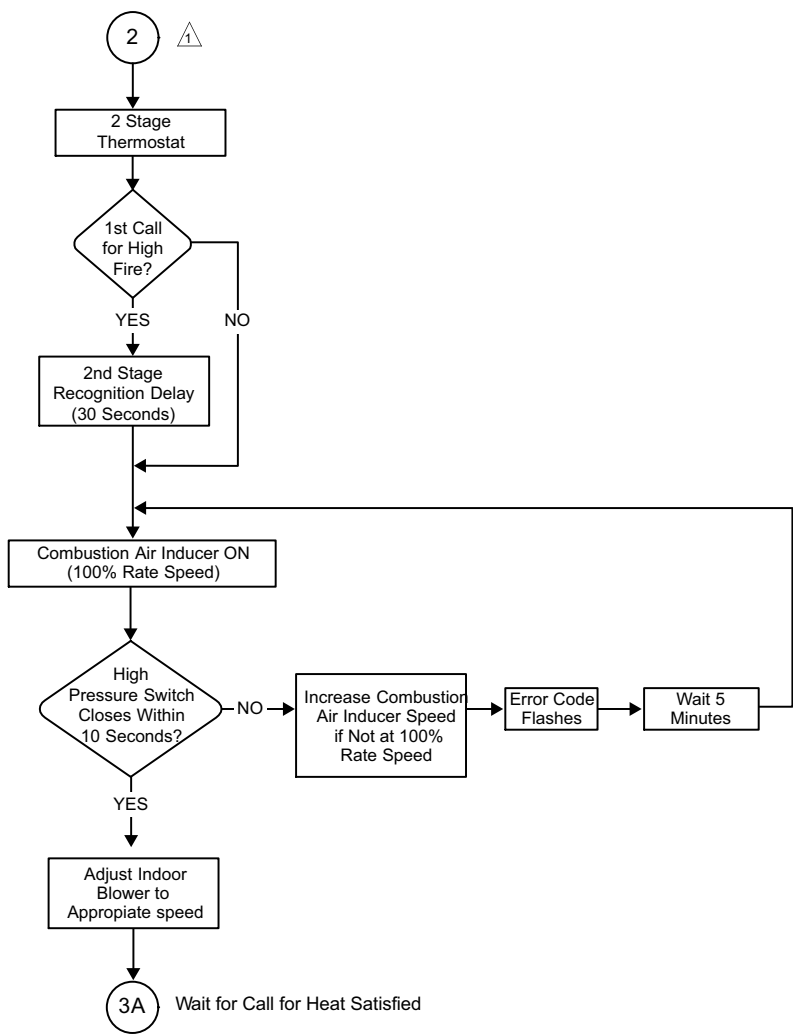 2
1
2 Stage
Thermostat
1st Call
for High
Fire?
YES
NO
2nd Stage
Recognition Delay
(30 Seconds)
Combustion Air Inducer ON
(100% Rate Speed)
High
Pressure Switch
Closes Within
10 Seconds?
NO
Increase Combustion
Air Inducer Speed
if Not at 100%
Rate Speed
Error Code
Flashes
Wait 5
Minutes
YES
Adjust Indoor
Blower to
Appropiate speed
3A
Wait for Call for Heat Satisfied